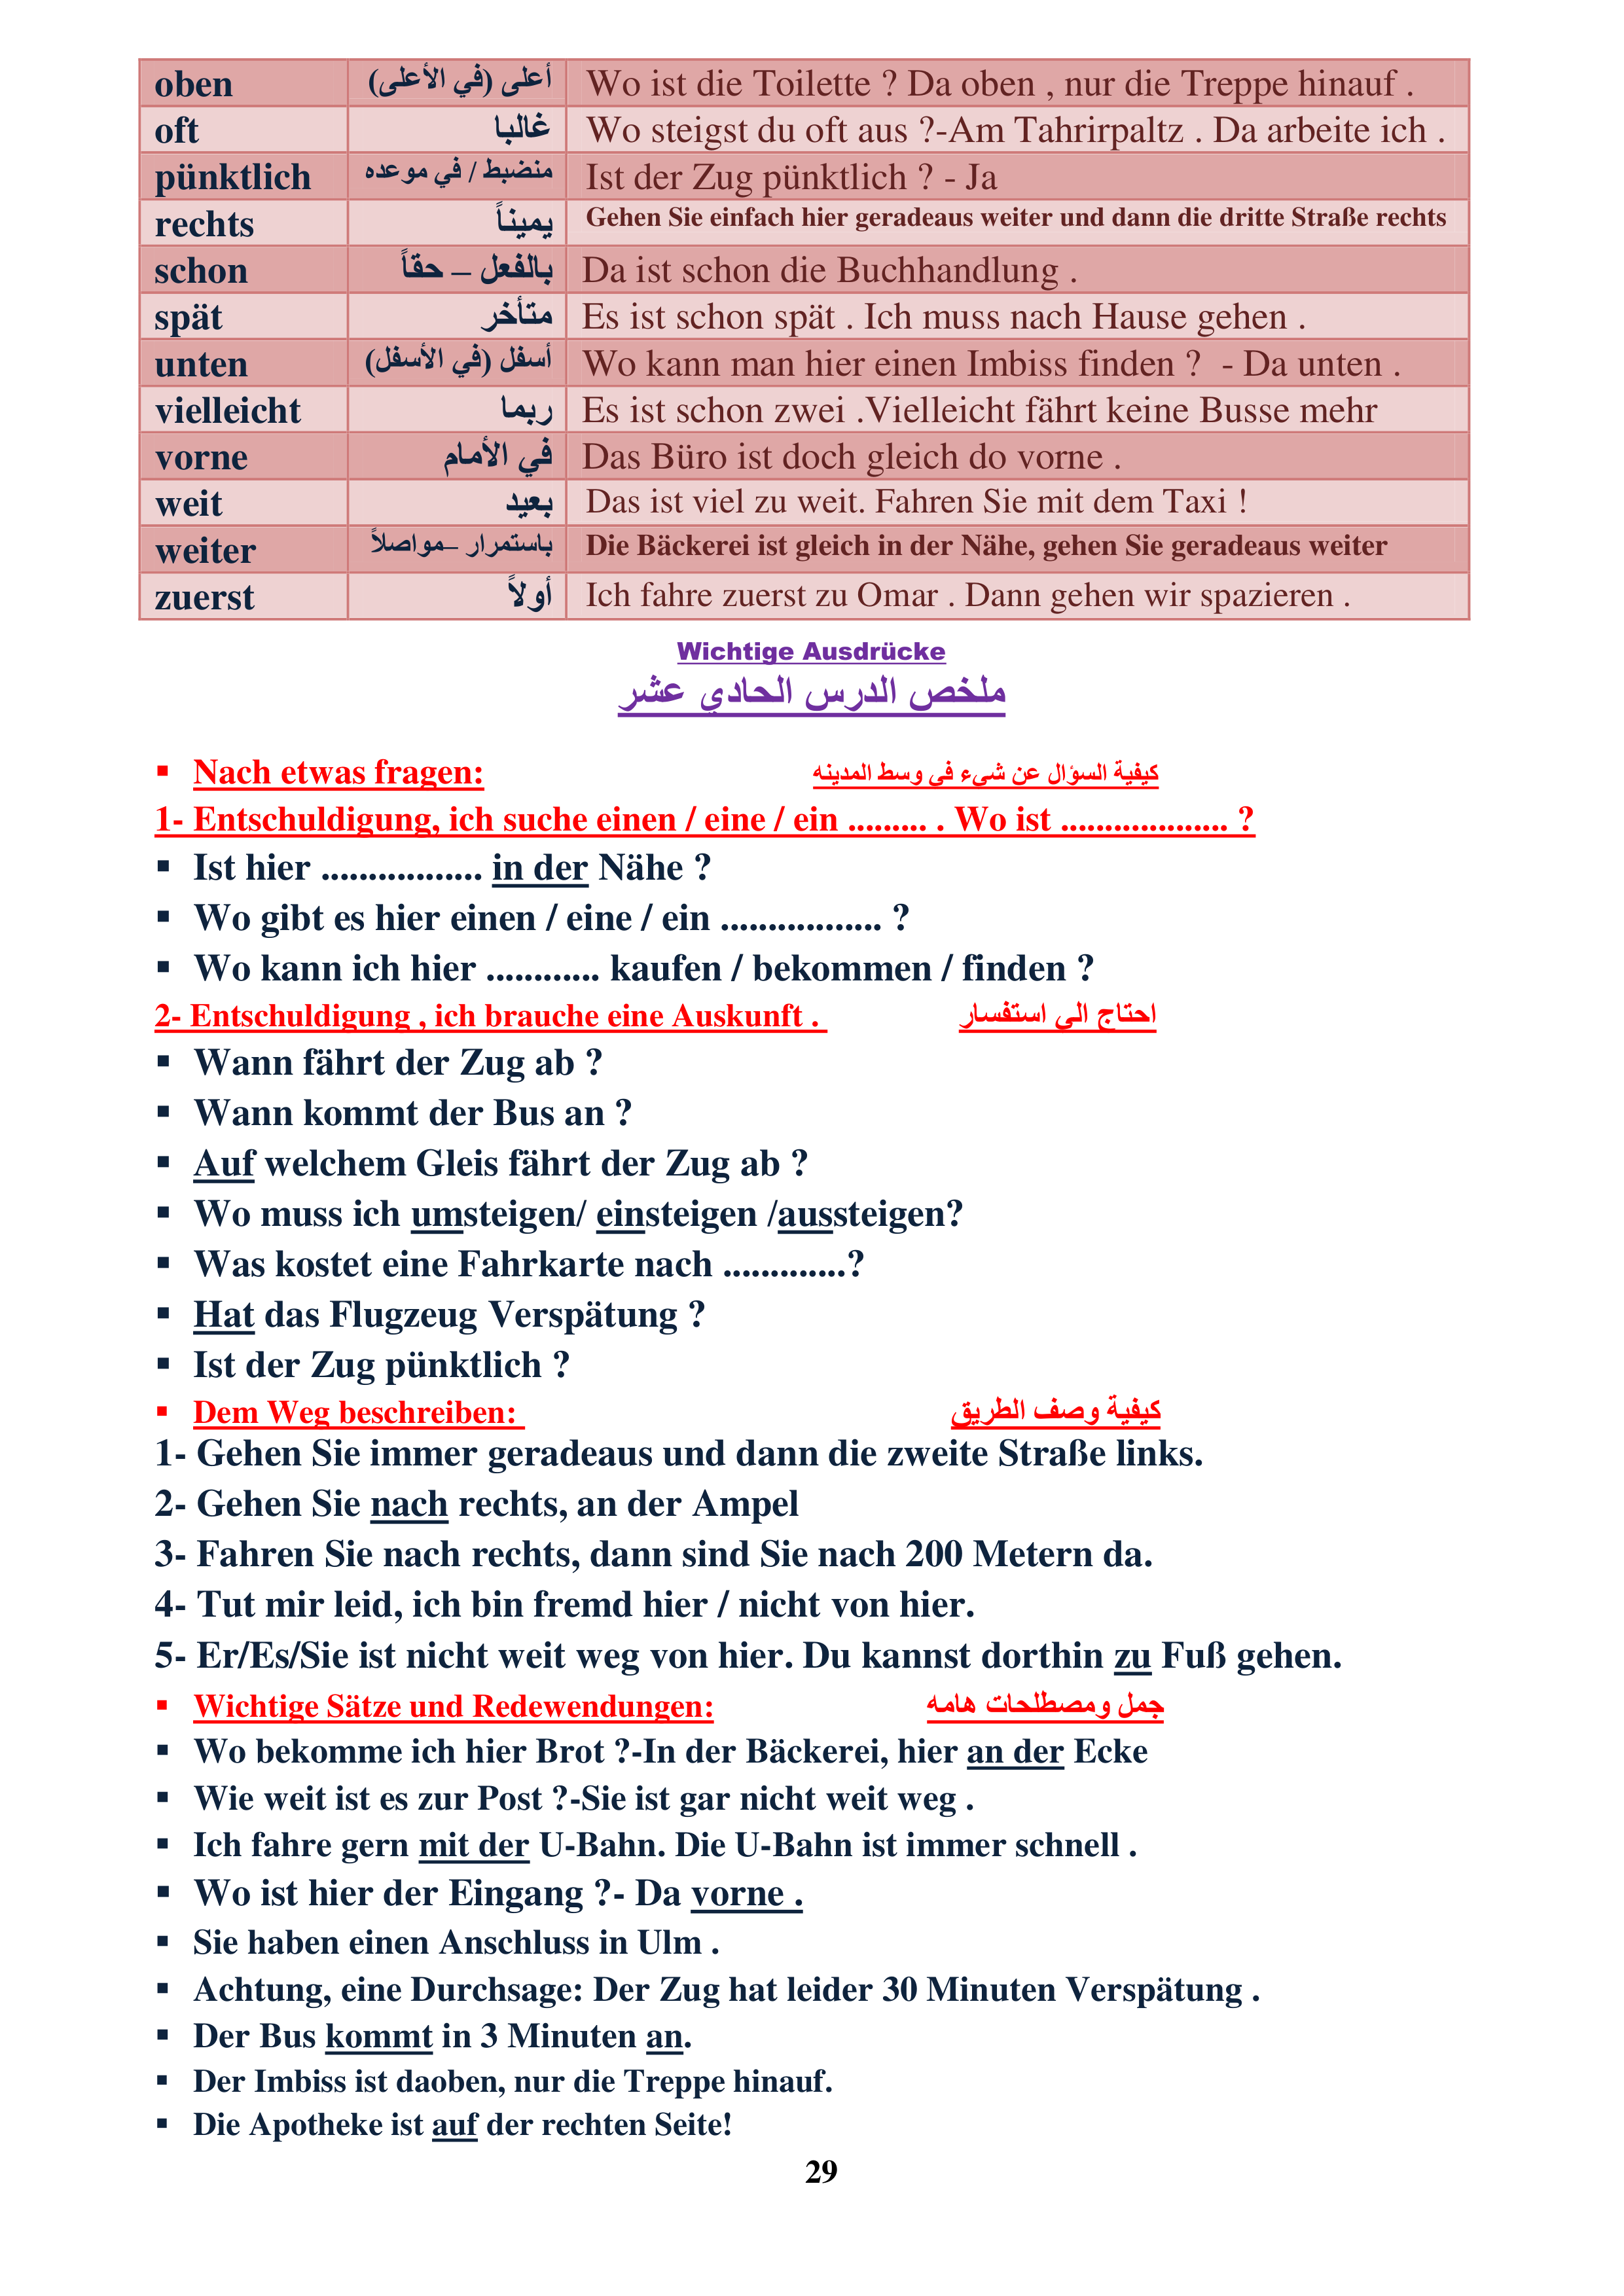 oben أعلى (في الأعلى) Wo ist die Toilette ? Da oben , nur die Treppe hinauf .
oft غالبا Wo steigst du oft aus ?-Am Tahrirpaltz . Da arbeite ich .
pünktlich منضبط / في موعده Ist der Zug pünktlich ? - Ja
rechts يميناً Gehen Sie einfach hier geradeaus weiter und dann die dritte Straße rechts
schon بالفعل – حقاً Da ist schon die Buchhandlung .
spät متأخر Es ist schon spät . Ich muss nach Hause gehen .
unten أسفل (في الأسفل) Wo kann man hier einen Imbiss finden ? - Da unten .
vielleicht ربما Es ist schon zwei .Vielleicht fährt keine Busse mehr
vorne في الأمام Das Büro ist doch gleich do vorne .
weit بعيد Das ist viel zu weit. Fahren Sie mit dem Taxi !
weiter باستمرار –مواصلاً Die Bäckerei ist gleich in der Nähe, gehen Sie geradeaus weiter
zuerst أولاً Ich fahre zuerst zu Omar . Dann gehen wir spazieren .
Wichtige Ausdrücke
ملخص الدرس الحادي عشر
▪ Nach etwas fragen: كيفية السؤال عن شيء في وسط المدينه
1- Entschuldigung, ich suche einen / eine / ein ......... . Wo ist ................... ?
▪ Ist hier ................. in der Nähe ?
▪ Wo gibt es hier einen / eine / ein ................. ?
▪ Wo kann ich hier ............ kaufen / bekommen / finden ?
2- Entschuldigung , ich brauche eine Auskunft . احتاج الي استفسار
▪ Wann fährt der Zug ab ?
▪ Wann kommt der Bus an ?
▪ Auf welchem Gleis fährt der Zug ab ?
▪ Wo muss ich umsteigen/ einsteigen /aussteigen?
▪ Was kostet eine Fahrkarte nach .............?
▪ Hat das Flugzeug Verspätung ?
▪ Ist der Zug pünktlich ?
▪ Dem Weg beschreiben: كيفية وصف الطريق
1- Gehen Sie immer geradeaus und dann die zweite Straße links.
2- Gehen Sie nach rechts, an der Ampel
3- Fahren Sie nach rechts, dann sind Sie nach 200 Metern da.
4- Tut mir leid, ich bin fremd hier / nicht von hier.
5- Er/Es/Sie ist nicht weit weg von hier. Du kannst dorthin zu Fuß gehen.
▪ Wichtige Sätze und Redewendungen: جمل ومصطلحات هامه
▪ Wo bekomme ich hier Brot ?-In der Bäckerei, hier an der Ecke
▪ Wie weit ist es zur Post ?-Sie ist gar nicht weit weg .
▪ Ich fahre gern mit der U-Bahn. Die U-Bahn ist immer schnell .
▪ Wo ist hier der Eingang ?- Da vorne .
▪ Sie haben einen Anschluss in Ulm .
▪ Achtung, eine Durchsage: Der Zug hat leider 30 Minuten Verspätung .
▪ Der Bus kommt in 3 Minuten an.
▪ Der Imbiss ist daoben, nur die Treppe hinauf.
▪ Die Apotheke ist auf der rechten Seite!
29